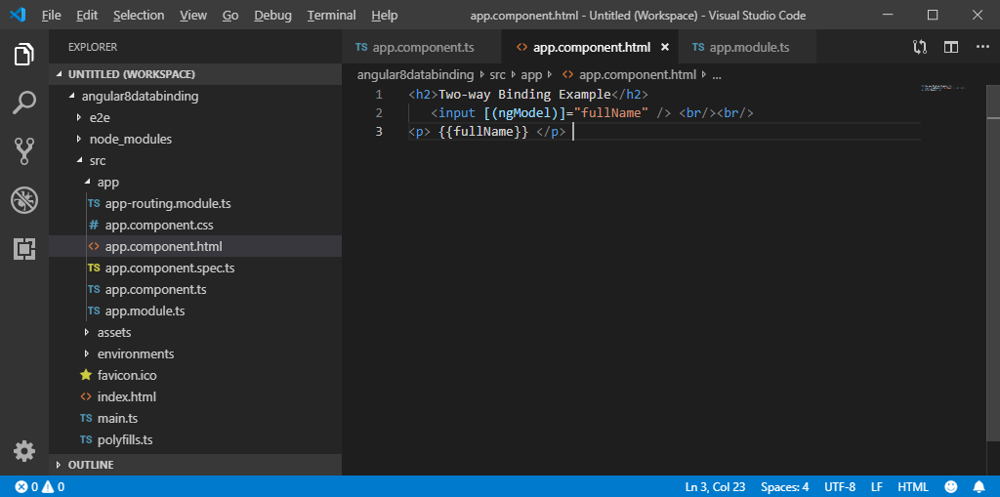 File Edit Selection View Go Debug Terminal Help app.component.html - Untitled (Workspace) - Visual Studio Code
EXPLORER
UNTITLED (WORKSPACE)
angular8databinding
e2e
node_modules
src
app
TS app-routing.module.ts
# app.component.css
<> app.component.html
TS app.component.spec.ts
TS app.component.ts
TS app.module.ts
assets
environments
favicon.ico
<> index.html
TS main.ts
TS polyfills.ts
OUTLINE
TS app.component.ts <> app.component.html × TS app.module.ts
angular8databinding › src › app › <> app.component.html › ...
1 <h2>Two-way Binding Example</h2>
2 <input [(ngModel)]="fullName" /> <br/><br/>
3 <p> {{fullName}} </p>
0 0 Ln 3, Col 23 Spaces: 4 UTF-8 LF HTML